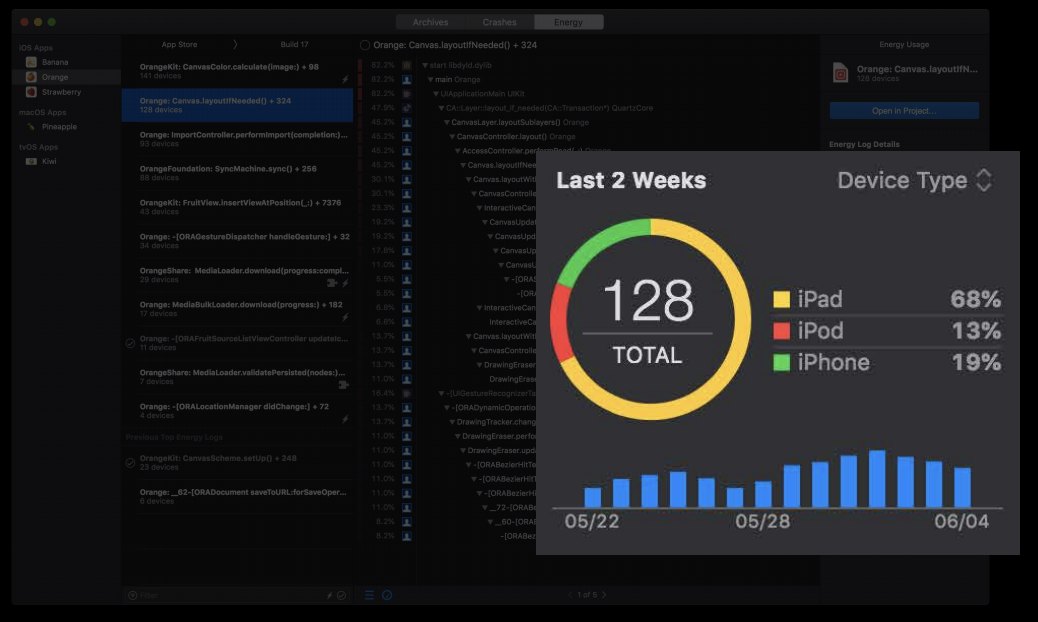 Archives Crashes Energy
iOS Apps
Banana
Orange
Strawberry
macOS Apps
Pineapple
tvOS Apps
Kiwi
App Store 〉 Build 17
OrangeKit: CanvasColor.calculate(image:) + 98
141 devices
Orange: Canvas.layoutIfNeeded() + 324
128 devices
Orange: ImportController.performImport(completion:)...
93 devices
OrangeFoundation: SyncMachine.sync() + 256
88 devices
OrangeKit: FruitView.insertViewAtPosition(_:) + 7376
43 devices
Orange: -[ORAGestureDispatcher handleGesture:] + 32
34 devices
OrangeShare: MediaLoader.download(progress:compl...
29 devices
Orange: MediaBulkLoader.download(progress:) + 182
17 devices
Orange: -[ORAFruitSourceListViewController updateIc...
11 devices
OrangeShare: MediaLoader.validatePersisted(nodes:)...
7 devices
Orange: -[ORALocationManager didChange:] + 72
4 devices
Previous Top Energy Logs
OrangeKit: CanvasScheme.setUp() + 248
23 devices
Orange: __62-[ORADocument saveToURL:forSaveOper...
6 devices
Filter
Orange: Canvas.layoutIfNeeded() + 324
82.2% start libdyld.dylib
82.2% main Orange
82.2% UIApplicationMain UIKit
47.9% CA::Layer::layout_if_needed(CA::Transaction*) QuartzCore
45.2% CanvasLayer.layoutSublayers() Orange
45.2% CanvasController.layout() Orange
45.2%
45.2% Canvas.layoutIfNee
30.1% Canvas.layoutWit
30.1% CanvasControlle
23.3% InteractiveCan
19.2% CanvasUpdat
19.2% CanvasUpd
17.8% CanvasUp
11.0% CanvasU
5.5% -[ORAS
5.5% -[ORA
6.8% InteractiveCa
6.8% InteractiveCa
13.7% Canvas.layoutWit
13.7% CanvasControlle
13.7% DrawingEraser
11.0% DrawingErase
16.4% -[UIGestureRecognizerTa
13.7% -[ORADynamicOperatio
13.7% DrawingTracker.chang
11.0% DrawingEraser.perfo
11.0% DrawingEraser.upda
11.0% -[ORABezierHitTe
11.0% -[ORABezierHitT
11.0% -[ORABezierHi
11.0% __72-[ORABe
8.2% __60-[ORAB
8.2% -[ORABez
1 of 5
Energy Usage
Orange: Canvas.layoutIfN...
128 devices
Open in Project...
Energy Log Details
Last 2 Weeks Device Type
128
TOTAL
iPad 68%
iPod 13%
iPhone 19%
05/22 05/28 06/04